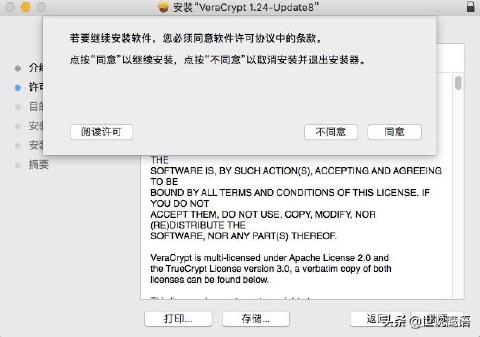 安装“VeraCrypt 1.24-Update8”
若要继续安装软件，您必须同意软件许可协议中的条款。
点按“同意”以继续安装，点按“不同意”以取消安装并退出安装器。
阅读许可
不同意
同意
介绍
许可
目的
安装
安装
摘要
THE
SOFTWARE IS, BY SUCH ACTION(S), ACCEPTING AND AGREEING
TO BE
BOUND BY ALL TERMS AND CONDITIONS OF THIS LICENSE. IF
YOU DO NOT
ACCEPT THEM, DO NOT USE, COPY, MODIFY, NOR
(RE)DISTRIBUTE THE
SOFTWARE, NOR ANY PART(S) THEREOF.
VeraCrypt is multi-licensed under Apache License 2.0 and
the TrueCrypt License version 3.0, a verbatim copy of both
licenses can be found below.
打印...
存储...
返回
头条